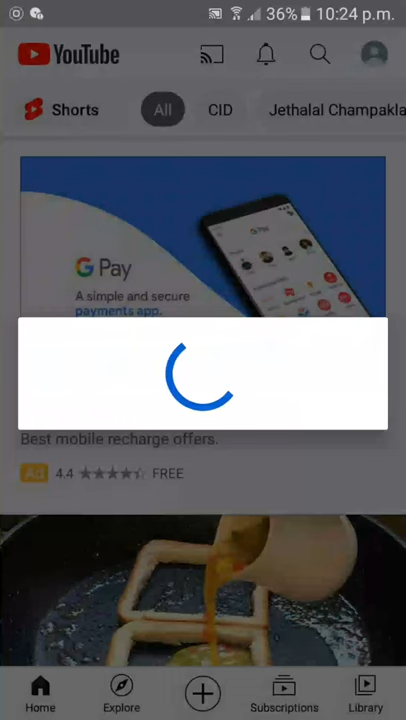 36% 10:24 p.m.
YouTube
Shorts
All
CID
Jethalal Champakla
G Pay
A simple and secure
payments app.
G Pay
Best mobile recharge offers.
Ad 4.4 FREE
Home
Explore
Subscriptions
Library